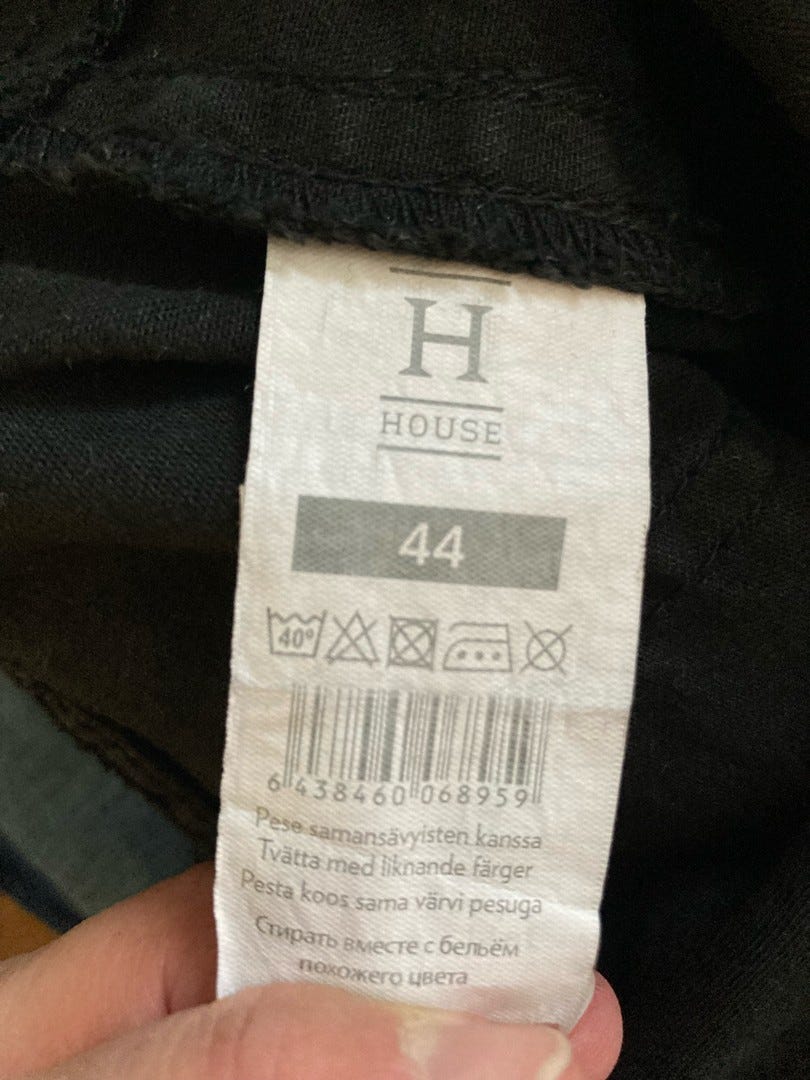 H
HOUSE
44
40°
6 438460 068959
Pese samansävyisten kanssa
Tvätta med liknande färger
Pesta koos sama värvi pesuga
Стирать вместе с бельём
похожего цвета